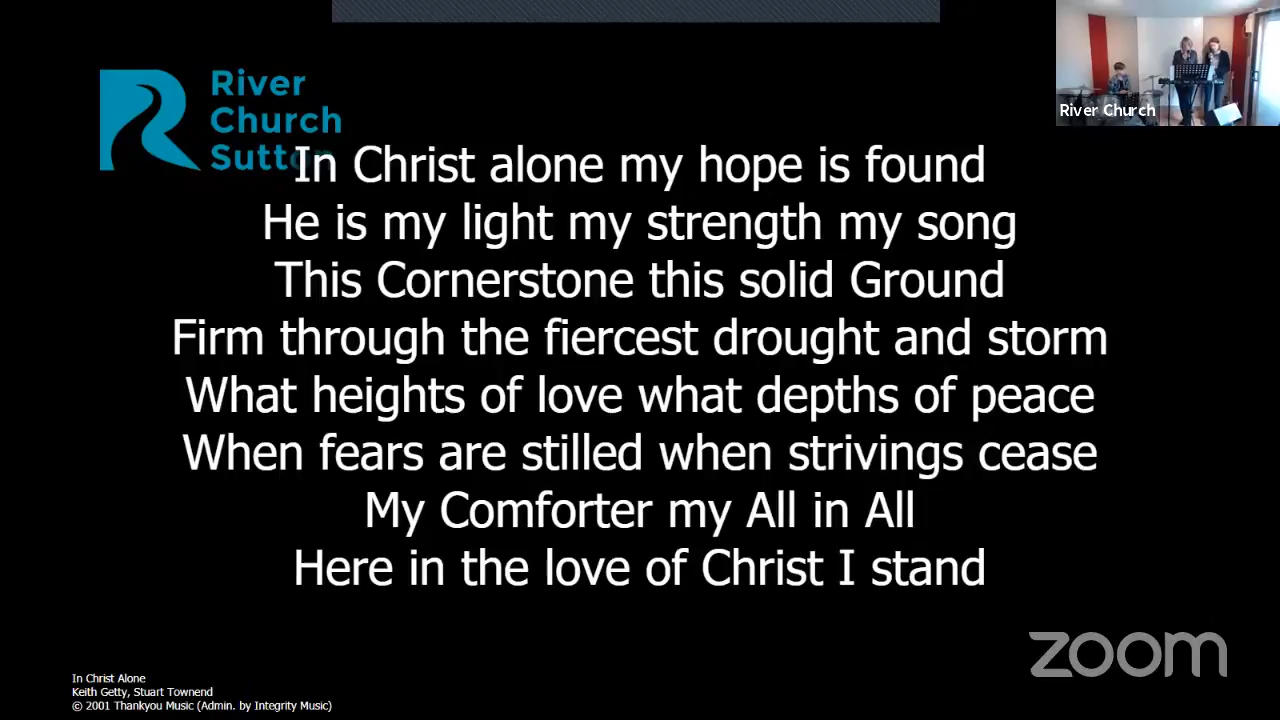 River
Church
Sutton
River Church
In Christ alone my hope is found
He is my light my strength my song
This Cornerstone this solid Ground
Firm through the fiercest drought and storm
What heights of love what depths of peace
When fears are stilled when strivings cease
My Comforter my All in All
Here in the love of Christ I stand
zoom
In Christ Alone
Keith Getty, Stuart Townend
© 2001 Thankyou Music (Admin. by Integrity Music)